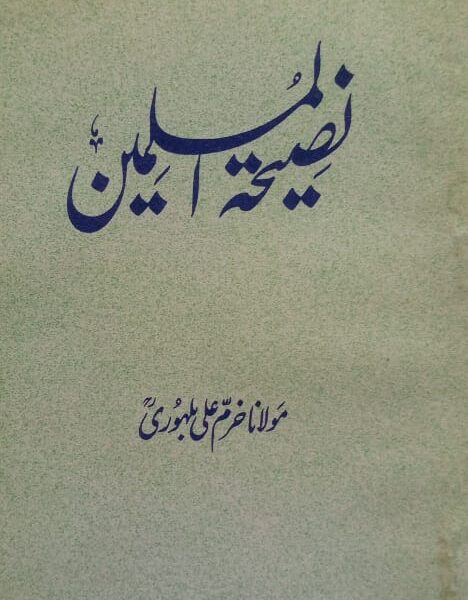 نصیحۃ المسلمین
مولانا خرم علی بلہوریؒ